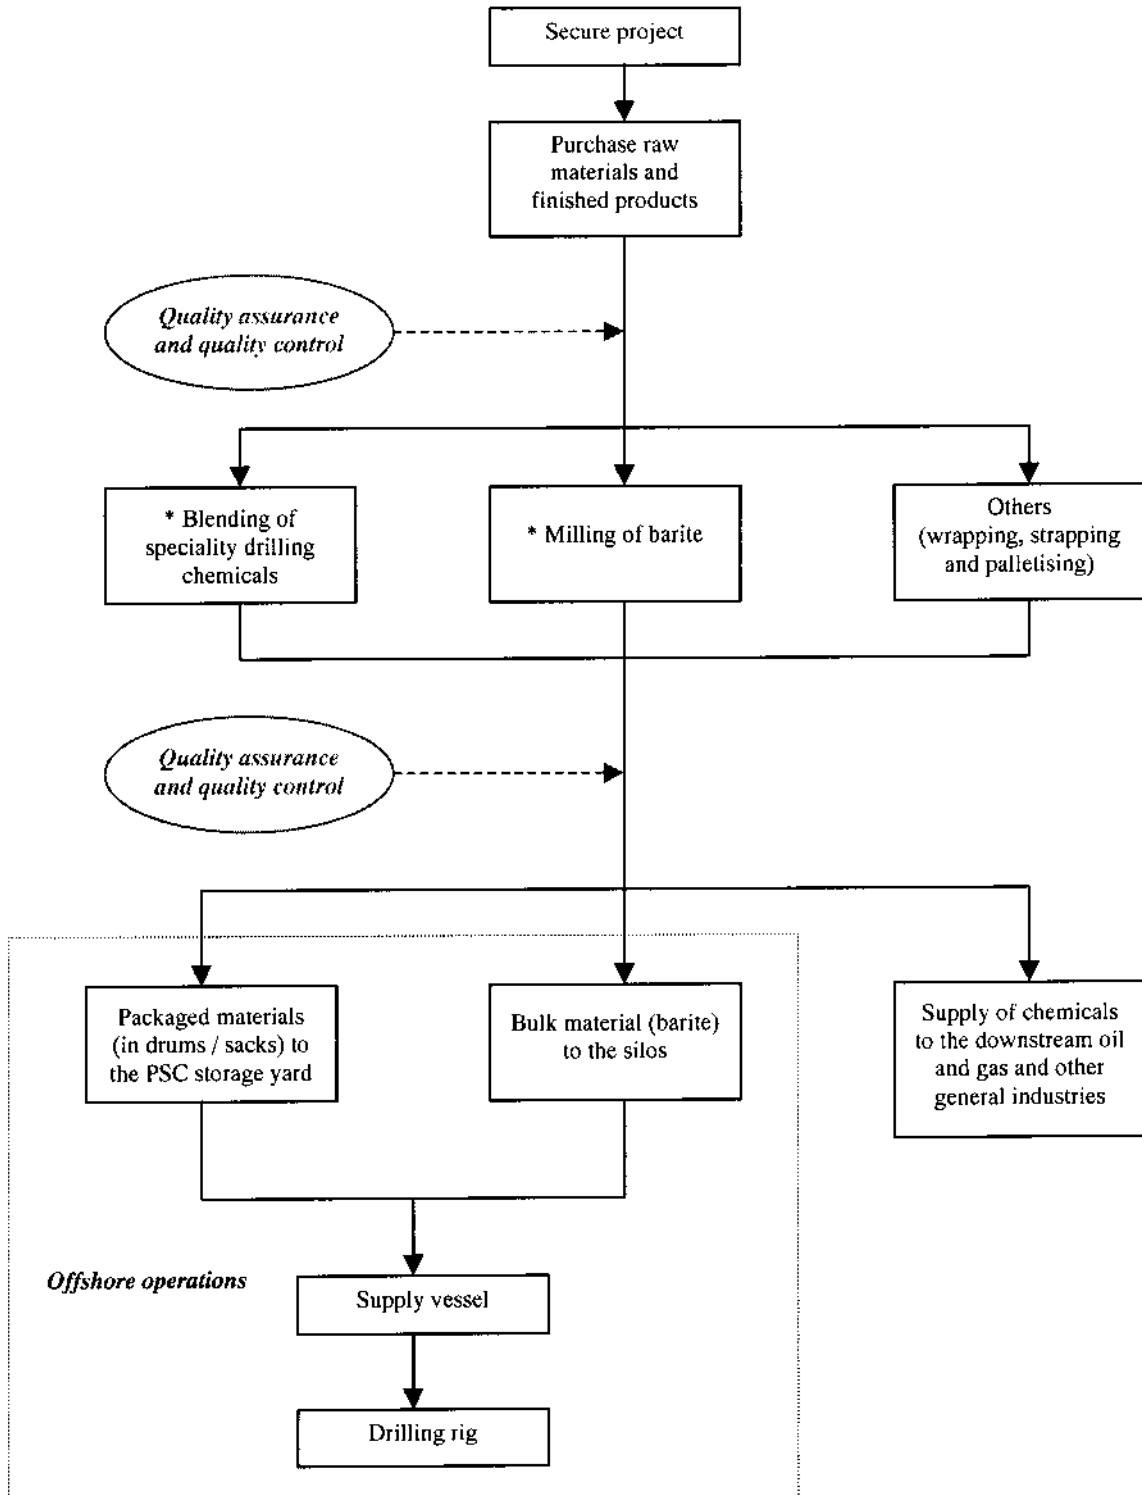 Secure project
Purchase raw
materials and
finished products
Quality assurance
and quality control
* Blending of
speciality drilling
chemicals
* Milling of barite
Others
(wrapping, strapping
and palletising)
Quality assurance
and quality control
Packaged materials
(in drums / sacks) to
the PSC storage yard
Bulk material (barite)
to the silos
Supply of chemicals
to the downstream oil
and gas and other
general industries
Offshore operations
Supply vessel
Drilling rig